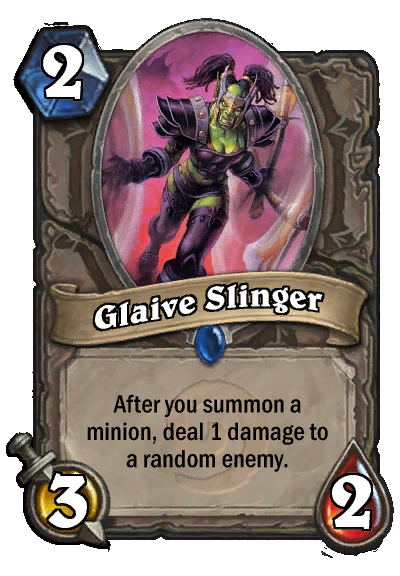 2
Glaive Slinger
After you summon a
minion, deal 1 damage to
a random enemy.
3
2